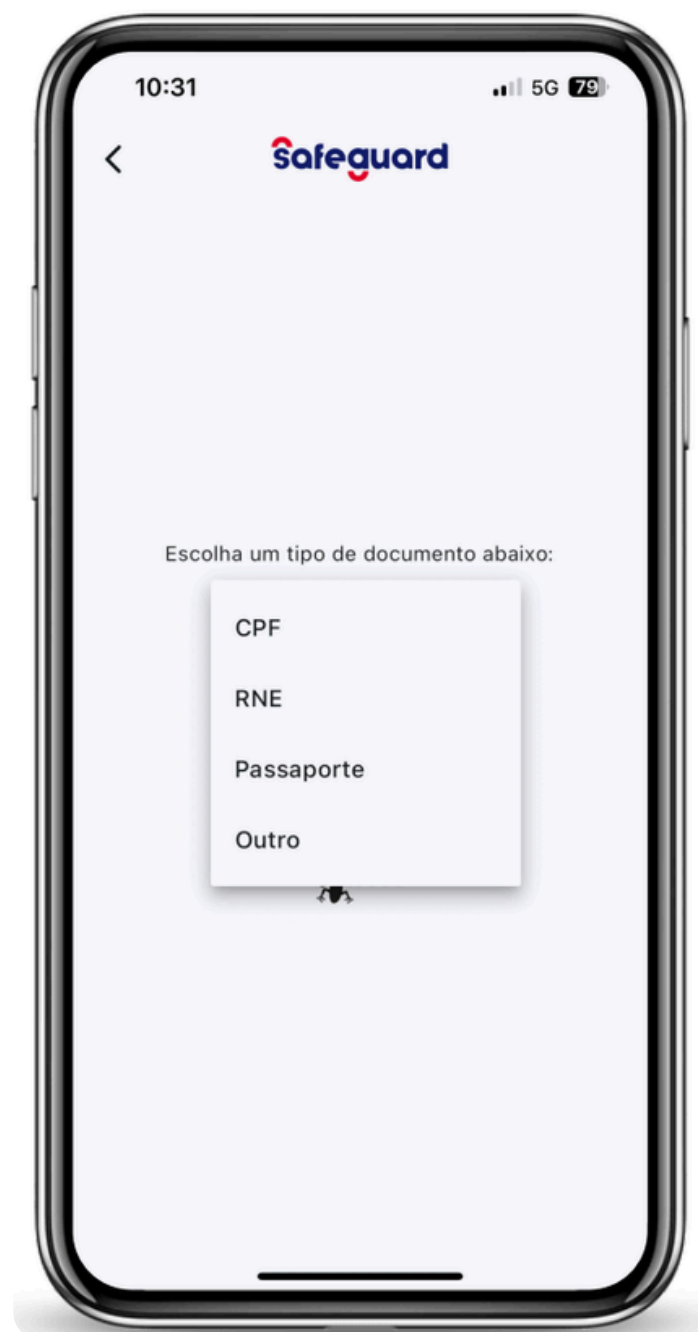 10:31
5G 79
Safeguard
Escolha um tipo de documento abaixo:
CPF
RNE
Passaporte
Outro